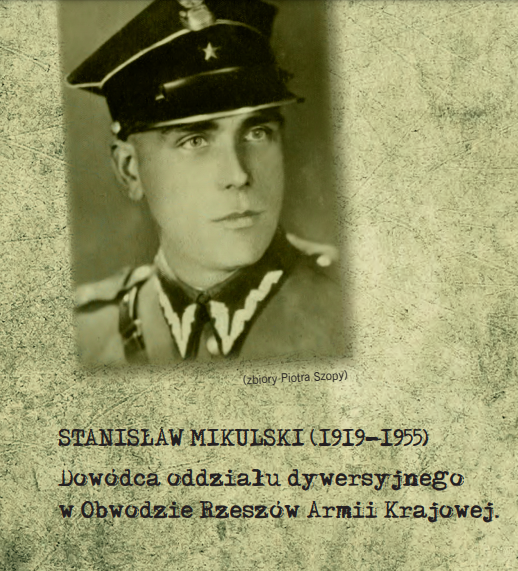 (zbiory Piotra Szopy)
STANISŁAW MIKULSKI (1919-1955)
Dowódca oddziału dywersyjnego
w Obwodzie Rzeszów Armii Krajowej.